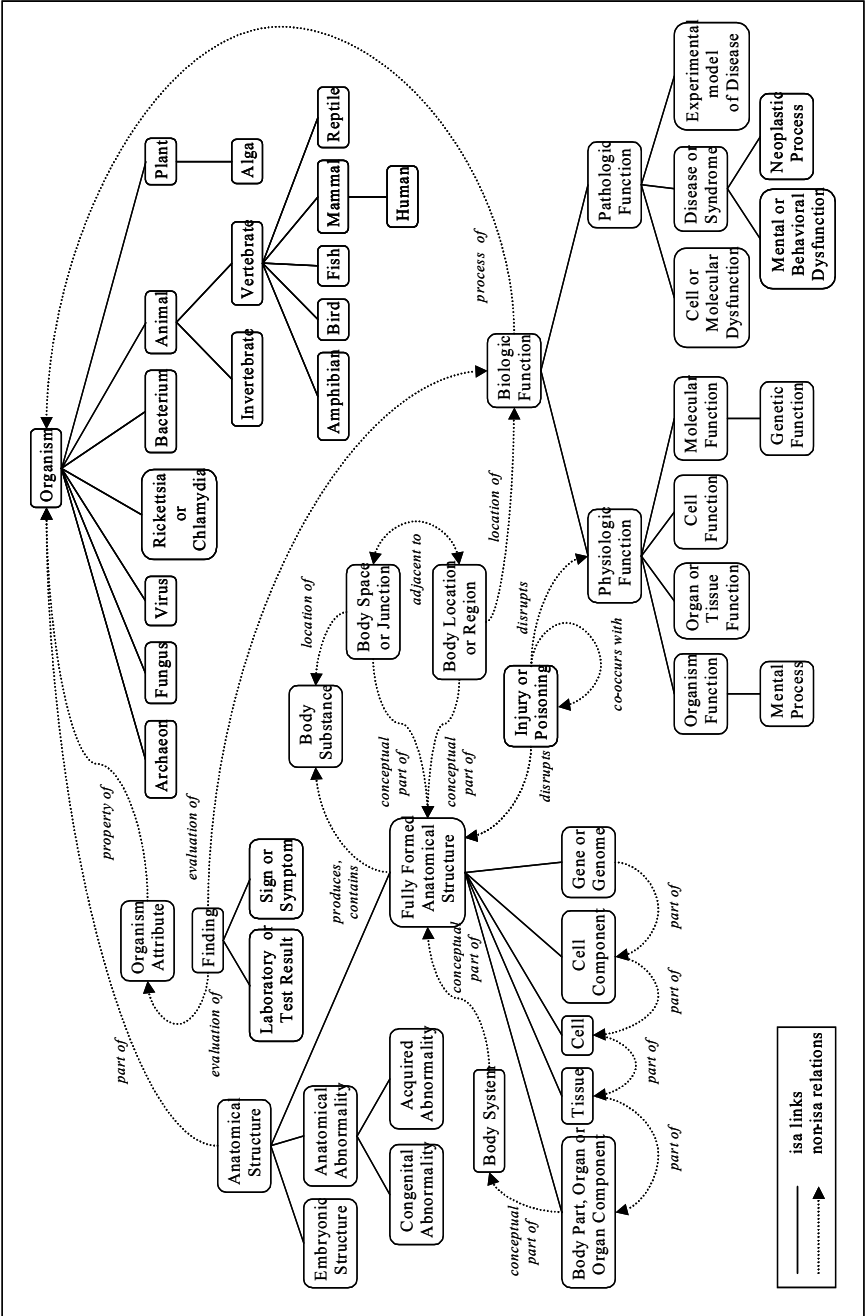 Organism
Archaeon
Fungus
Virus
Rickettsia
or
Chlamydia
Bacterium
Animal
Plant
Invertebrate
Vertebrate
Alga
Amphibian
Bird
Fish
Mammal
Reptile
Human
part of
property of
Organism
Attribute
evaluation of
evaluation of
Finding
Laboratory or
Test Result
Sign or
Symptom
process of
Anatomical
Structure
Embryonic
Structure
Anatomical
Abnormality
Congenital
Abnormality
Acquired
Abnormality
produces,
contains
Body
Substance
location of
Body Space
or Junction
adjacent to
Body Location
or Region
location of
conceptual
part of
conceptual
part of
Fully Formed
Anatomical
Structure
conceptual
part of
Body System
conceptual
part of
Body Part, Organ or
Organ Component
Tissue
Cell
Cell
Component
Gene or
Genome
part of
part of
part of
part of
disrupts
Injury or
Poisoning
disrupts
co-occurs with
Biologic
Function
Physiologic
Function
Pathologic
Function
Organism
Function
Organ or
Tissue
Function
Cell
Function
Molecular
Function
Mental
Process
Genetic
Function
Cell or
Molecular
Dysfunction
Disease or
Syndrome
Experimental
model
of Disease
Mental or
Behavioral
Dysfunction
Neoplastic
Process
isa links
non-isa relations